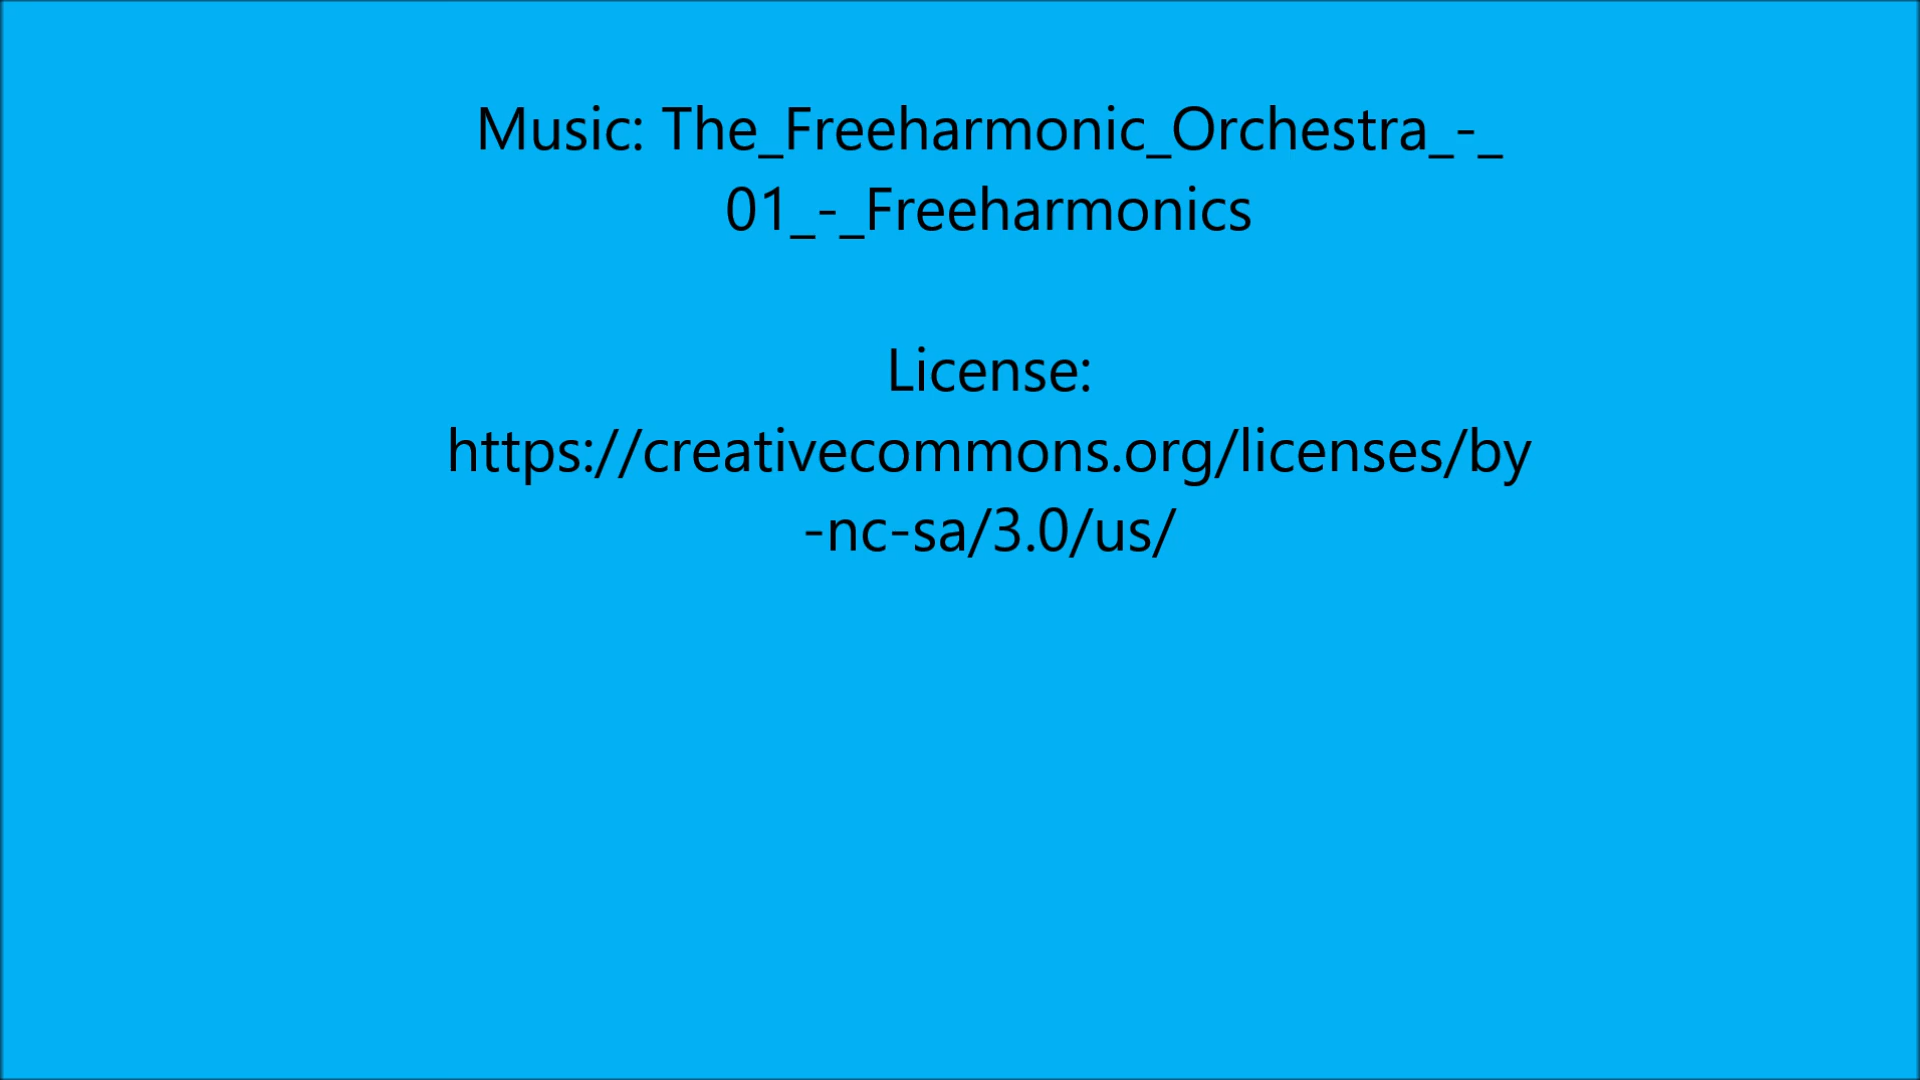 Music: The_Freeharmonic_Orchestra_-_
01_-_Freeharmonics
License:
https://creativecommons.org/licenses/by
-nc-sa/3.0/us/